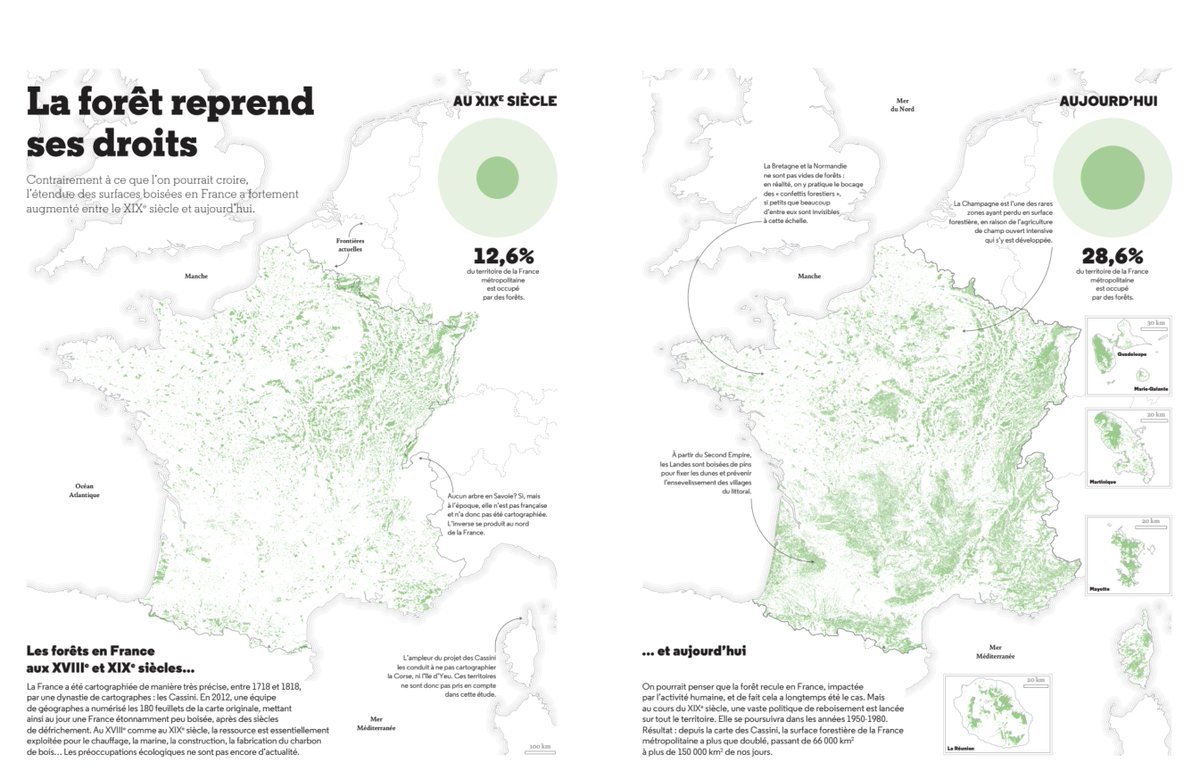 La forêt reprend
ses droits
Contrairement à ce que l'on pourrait croire,
l'étendue des surfaces boisées en France a fortement
augmenté entre le XIXᵉ siècle et aujourd'hui.
AU XIXᴱ SIÈCLE
12,6%
du territoire de la France
métropolitaine
est occupé
par des forêts.
Frontières
actuelles
Manche
Océan
Atlantique
Aucun arbre en Savoie? Si, mais
à l'époque, elle n'est pas française
et n'a donc pas été cartographiée.
L'inverse se produit au nord
de la France.
L'ampleur du projet des Cassini
les conduit à ne pas cartographier
la Corse, ni l'île d'Yeu. Ces territoires
ne sont donc pas pris en compte
dans cette étude.
Mer
Méditerranée
100 km
Les forêts en France
aux XVIIIᵉ et XIXᵉ siècles...
La France a été cartographiée de manière très précise, entre 1718 et 1818,
par une dynastie de cartographes : les Cassini. En 2012, une équipe
de géographes a numérisé les 180 feuillets de la carte originale, mettant
ainsi au jour une France étonnamment peu boisée, après des siècles
de défrichement. Au XVIIIᵉ comme au XIXᵉ siècle, la ressource est essentiellement
exploitée pour le chauffage, la marine, la construction, la fabrication du charbon
de bois... Les préoccupations écologiques ne sont pas encore d'actualité.
AUJOURD'HUI
28,6%
du territoire de la France
métropolitaine
est occupé
par des forêts.
Mer
du Nord
La Bretagne et la Normandie
ne sont pas vides de forêts :
en réalité, on y pratique le bocage
des « confettis forestiers »,
si petits que beaucoup
d'entre eux sont invisibles
à cette échelle.
La Champagne est l'une des rares
zones ayant perdu en surface
forestière, en raison de l'agriculture
de champ ouvert intensive
qui s'y est développée.
Manche
À partir du Second Empire,
les Landes sont boisées de pins
pour fixer les dunes et prévenir
l'ensevelissement des villages
du littoral.
30 km
Guadeloupe
Marie-Galante
20 km
Martinique
20 km
Mayotte
Mer
Méditerranée
20 km
La Réunion
... et aujourd'hui
On pourrait penser que la forêt recule en France, impactée
par l'activité humaine, et de fait cela a longtemps été le cas. Mais
au cours du XIXᵉ siècle, une vaste politique de reboisement est lancée
sur tout le territoire. Elle se poursuivra dans les années 1950-1980.
Résultat : depuis la carte des Cassini, la surface forestière de la France
métropolitaine a plus que doublé, passant de 66 000 km²
à plus de 150 000 km² de nos jours.